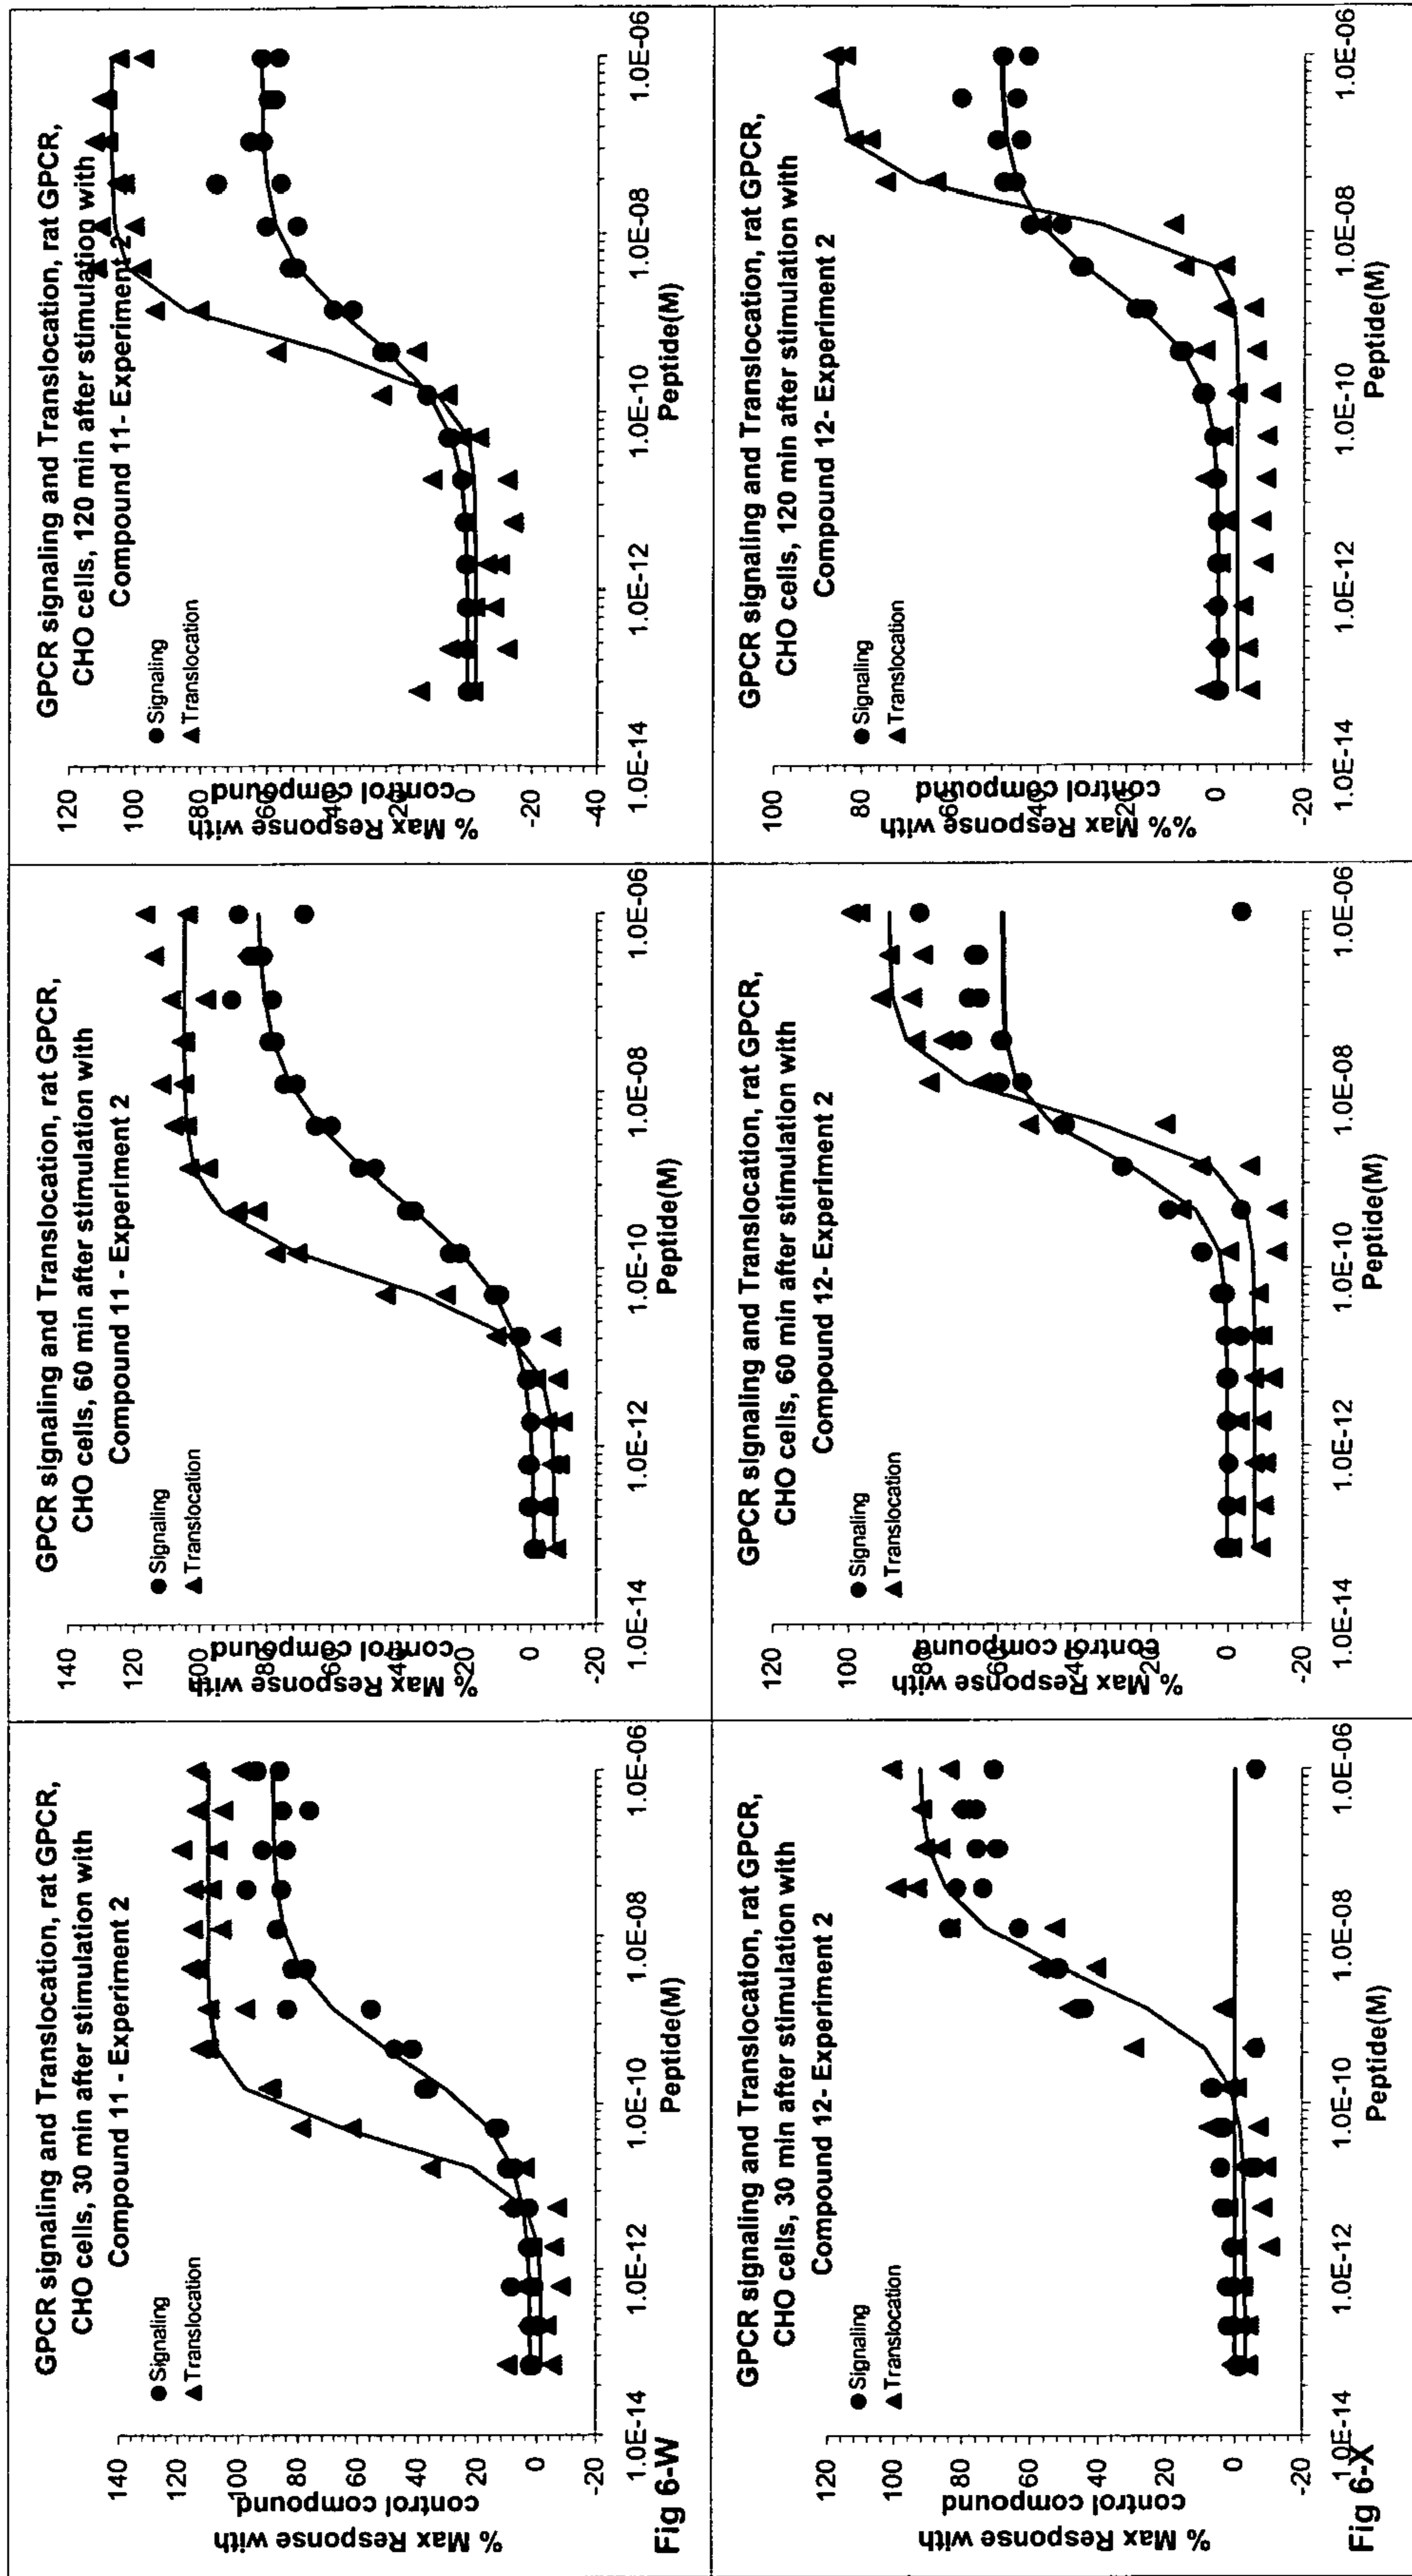 GPCR signaling and Translocation, rat GPCR,
CHO cells, 30 min after stimulation with
Compound 11 - Experiment 2
Signaling
Translocation
% Max Response with
control compound
140
120
100
80
60
40
20
0
-20
1.0E-14
1.0E-12
1.0E-10
1.0E-08
1.0E-06
Peptide(M)
Fig 6-W
GPCR signaling and Translocation, rat GPCR,
CHO cells, 60 min after stimulation with
Compound 11 - Experiment 2
Signaling
Translocation
% Max Response with
control compound
140
120
100
80
60
40
20
0
-20
1.0E-14
1.0E-12
1.0E-10
1.0E-08
1.0E-06
Peptide(M)
GPCR signaling and Translocation, rat GPCR,
CHO cells, 120 min after stimulation with
Compound 11- Experiment 2
Signaling
Translocation
% Max Response with
control compound
120
100
80
60
20
0
-20
-40
1.0E-14
1.0E-12
1.0E-10
1.0E-08
1.0E-06
Peptide(M)
GPCR signaling and Translocation, rat GPCR,
CHO cells, 30 min after stimulation with
Compound 12- Experiment 2
Signaling
Translocation
% Max Response with
control compound
120
100
80
60
40
20
0
-20
1.0E-14
1.0E-12
1.0E-10
1.0E-08
1.0E-06
Peptide(M)
Fig 6-X
GPCR signaling and Translocation, rat GPCR,
CHO cells, 60 min after stimulation with
Compound 12- Experiment 2
Signaling
Translocation
% Max Response with
control compound
120
100
80
60
40
20
0
-20
1.0E-14
1.0E-12
1.0E-10
1.0E-08
1.0E-06
Peptide(M)
GPCR signaling and Translocation, rat GPCR,
CHO cells, 120 min after stimulation with
Compound 12- Experiment 2
Signaling
Translocation
%% Max Response with
control compound
100
80
60
20
0
-20
1.0E-14
1.0E-12
1.0E-10
1.0E-08
1.0E-06
Peptide(M)